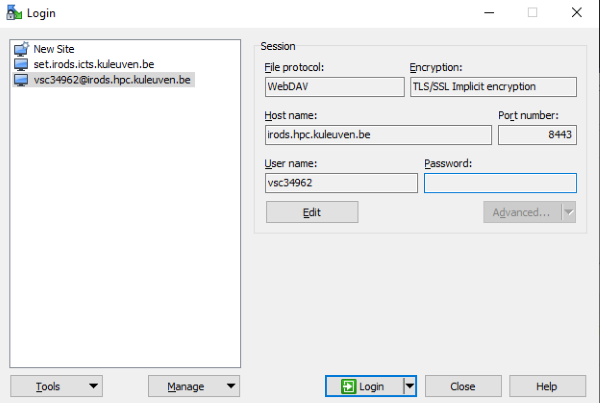 Login
New Site
set.irods.icts.kuleuven.be
vsc34962@irods.hpc.kuleuven.be
Session
File protocol:
Encryption:
WebDAV
TLS/SSL Implicit encryption
Host name:
Port number:
irods.hpc.kuleuven.be
8443
User name:
Password:
vsc34962
Edit
Advanced...
Tools
Manage
Login
Close
Help